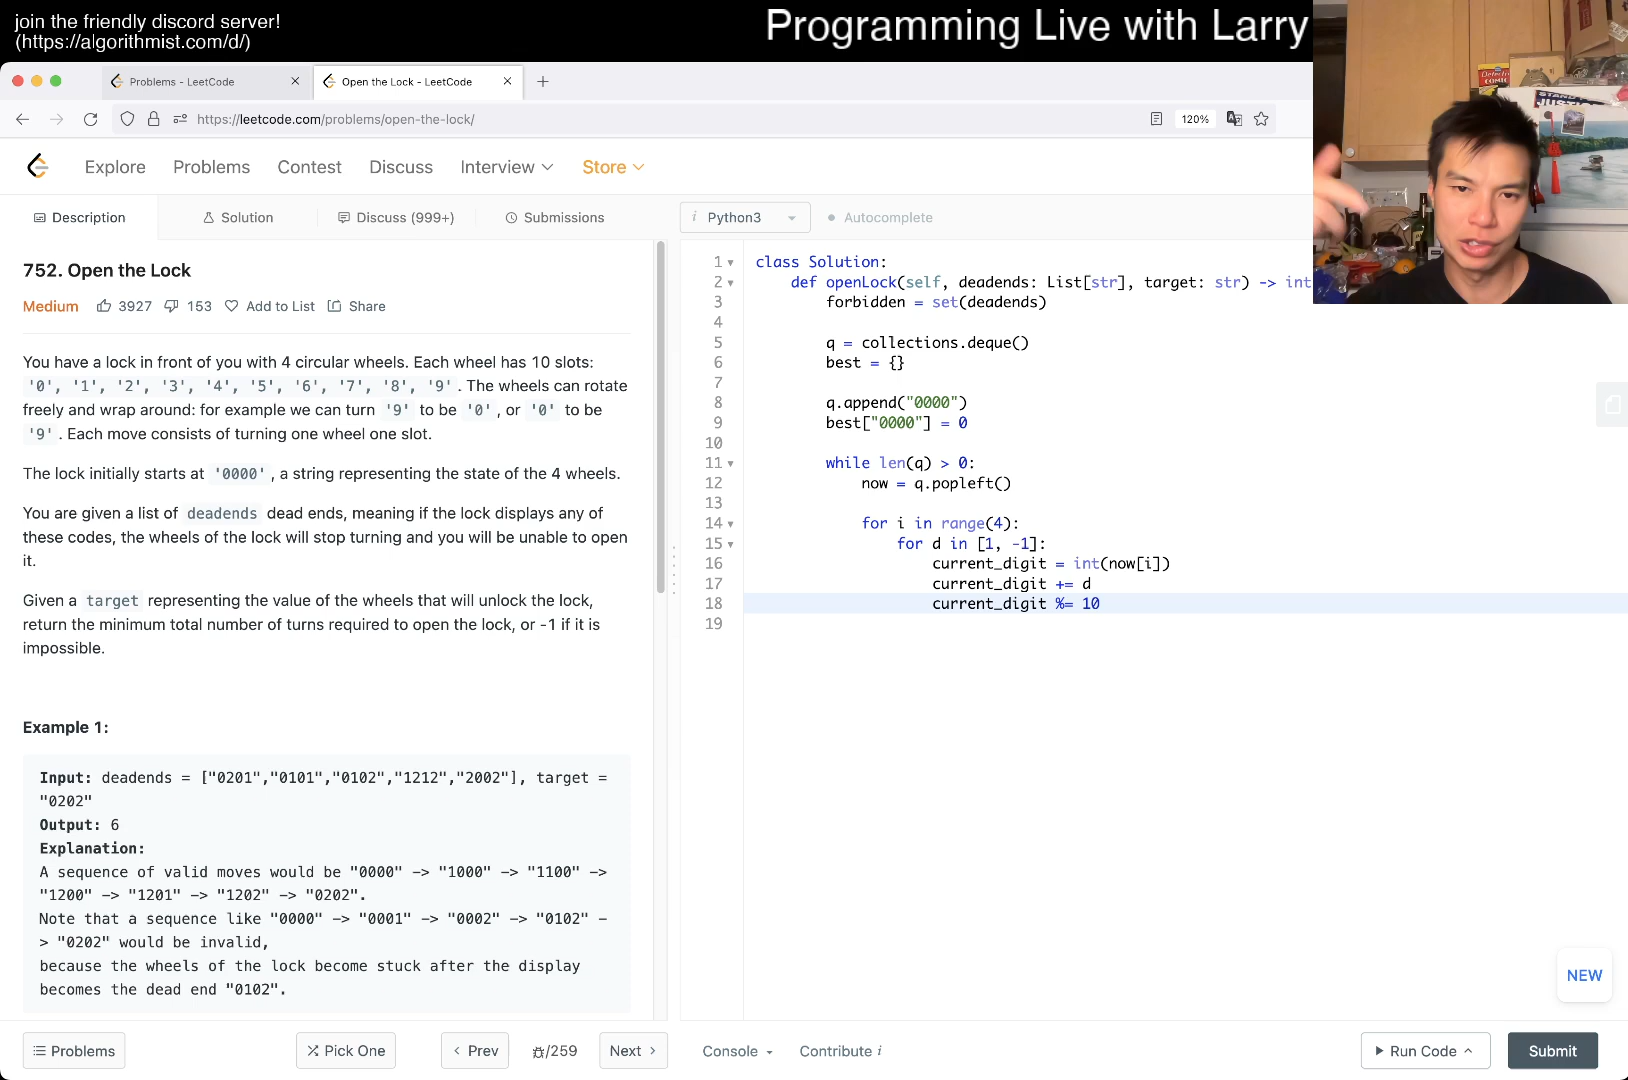 join the friendly discord server!
(https://algorithmist.com/d/)
Programming Live with Larry
Problems - LeetCode
Open the Lock - LeetCode
https://leetcode.com/problems/open-the-lock/
120%
Explore
Problems
Contest
Discuss
Interview
Store
Description
Solution
Discuss (999+)
Submissions
i Python3
Autocomplete
752. Open the Lock
Medium
3927
153
Add to List
Share
You have a lock in front of you with 4 circular wheels. Each wheel has 10 slots:
'0', '1', '2', '3', '4', '5', '6', '7', '8', '9'. The wheels can rotate
freely and wrap around: for example we can turn '9' to be '0', or '0' to be
'9'. Each move consists of turning one wheel one slot.
The lock initially starts at '0000', a string representing the state of the 4 wheels.
You are given a list of deadends dead ends, meaning if the lock displays any of
these codes, the wheels of the lock will stop turning and you will be unable to open
it.
Given a target representing the value of the wheels that will unlock the lock,
return the minimum total number of turns required to open the lock, or -1 if it is
impossible.
Example 1:
Input: deadends = ["0201","0101","0102","1212","2002"], target =
"0202"
Output: 6
Explanation:
A sequence of valid moves would be "0000" -> "1000" -> "1100" ->
"1200" -> "1201" -> "1202" -> "0202".
Note that a sequence like "0000" -> "0001" -> "0002" -> "0102" -
> "0202" would be invalid,
because the wheels of the lock become stuck after the display
becomes the dead end "0102".
1 class Solution:
2 def openLock(self, deadends: List[str], target: str) -> int
3 forbidden = set(deadends)
4
5 q = collections.deque()
6 best = {}
7
8 q.append("0000")
9 best["0000"] = 0
10
11 while len(q) > 0:
12 now = q.popleft()
13
14 for i in range(4):
15 for d in [1, -1]:
16 current_digit = int(now[i])
17 current_digit += d
18 current_digit %= 10
19
NEW
Problems
Pick One
Prev
/259
Next
Console
Contribute i
Run Code
Submit